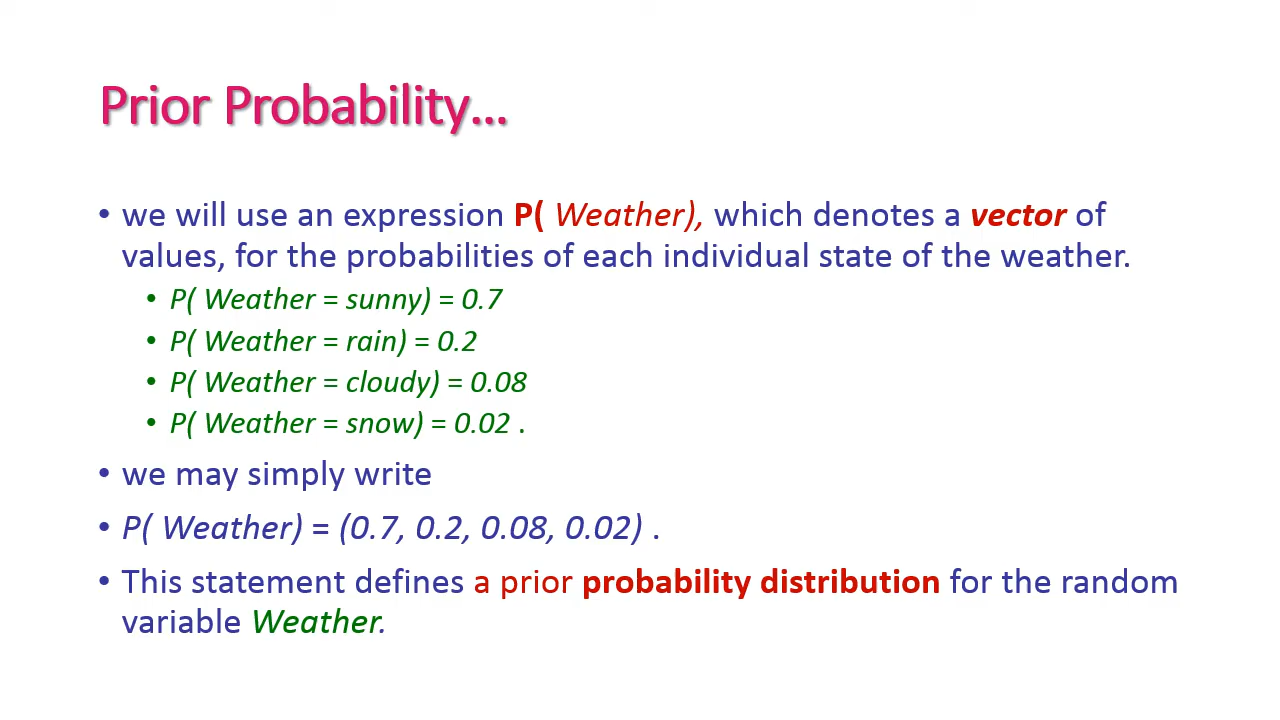 Prior Probability...
• we will use an expression P( Weather), which denotes a vector of
values, for the probabilities of each individual state of the weather.
• P( Weather = sunny) = 0.7
• P( Weather = rain) = 0.2
• P( Weather = cloudy) = 0.08
• P( Weather = snow) = 0.02 .
• we may simply write
• P( Weather) = (0.7, 0.2, 0.08, 0.02) .
• This statement defines a prior probability distribution for the random
variable Weather.